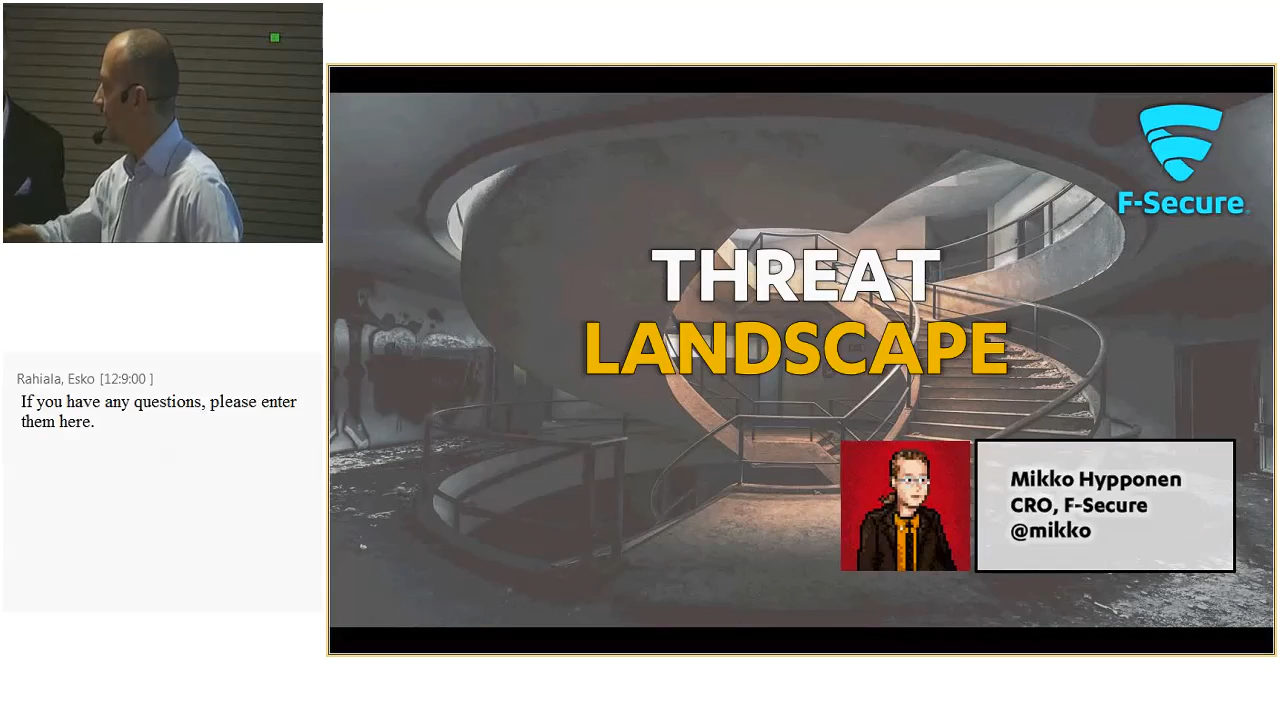 F-Secure
THREAT
LANDSCAPE
Mikko Hypponen
CRO, F-Secure
@mikko
Rahiala, Esko [12:9:00 ]
If you have any questions, please enter
them here.